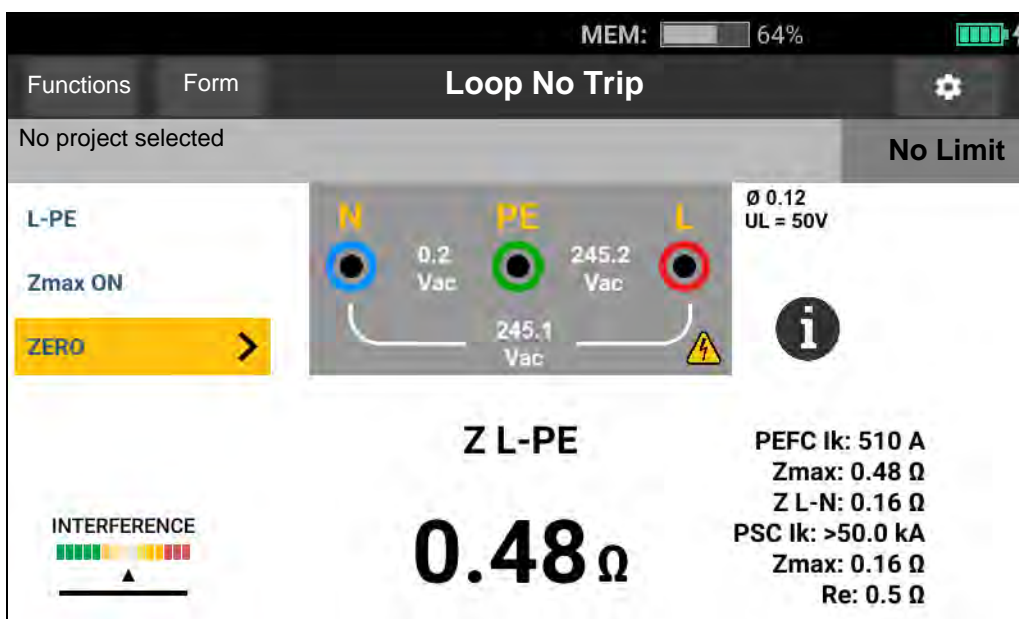 MEM: 64%
Functions Form Loop No Trip
No project selected
No Limit
L-PE
Zmax ON
ZERO
N PE L
0.2 Vac
245.2 Vac
245.1 Vac
Ø 0.12
UL = 50V
i
Z L-PE
0.48 Ω
PEFC Ik: 510 A
Zmax: 0.48 Ω
Z L-N: 0.16 Ω
PSC Ik: >50.0 kA
Zmax: 0.16 Ω
Re: 0.5 Ω
INTERFERENCE